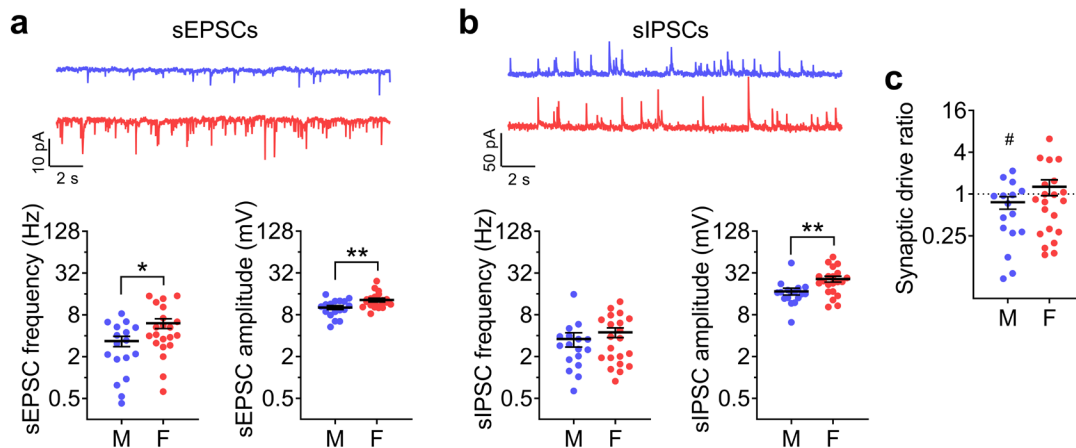 a
sEPSCs
10 pA
2 s
sEPSC frequency (Hz)
128
32
8
2
0.5
*
M F
sEPSC amplitude (mV)
128
32
8
2
0.5
**
M F
b
sIPSCs
50 pA
2 s
sIPSC frequency (Hz)
128
32
8
2
0.5
M F
sIPSC amplitude (mV)
128
32
8
2
0.5
**
M F
c
Synaptic drive ratio
16
4
1
0.25
#
M F